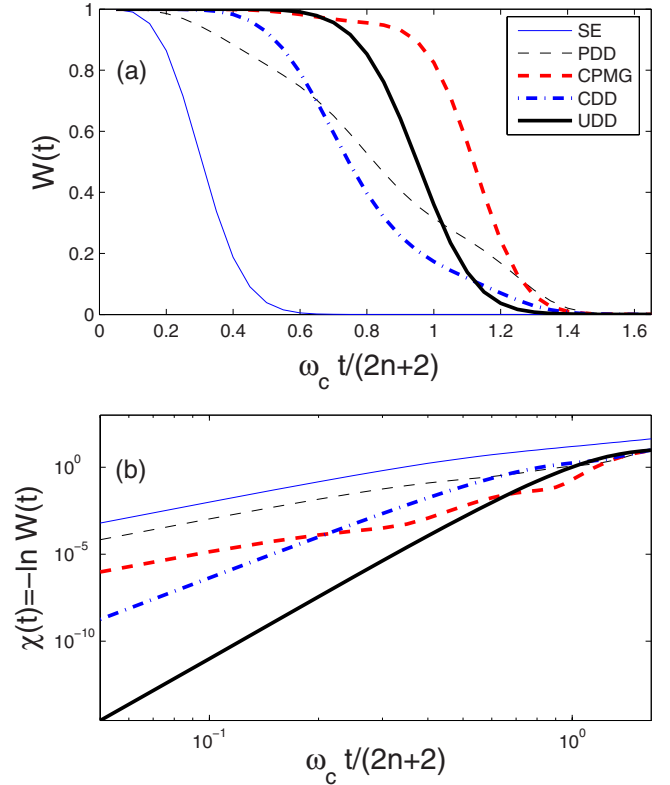 1
0.8
0.6
0.4
0.2
0
W(t)
(a)
SE
PDD
CPMG
CDD
UDD
0 0.2 0.4 0.6 0.8 1 1.2 1.4 1.6
ω_c t/(2n+2)
(b)
10^0
10^-5
10^-10
χ(t)=−ln W(t)
10^-1 10^0
ω_c t/(2n+2)